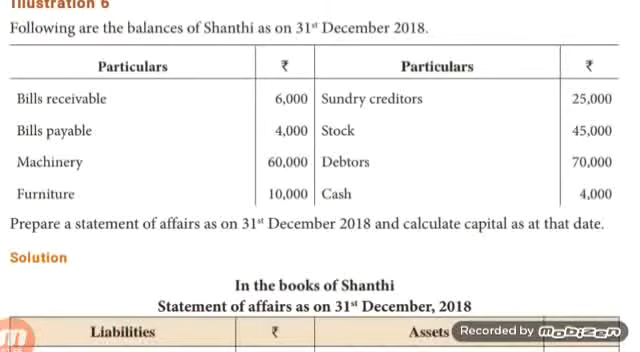 Illustration 6
Following are the balances of Shanthi as on 31st December 2018.
Particulars ₹ Particulars ₹
Bills receivable 6,000 Sundry creditors 25,000
Bills payable 4,000 Stock 45,000
Machinery 60,000 Debtors 70,000
Furniture 10,000 Cash 4,000
Prepare a statement of affairs as on 31st December 2018 and calculate capital as at that date.
Solution
In the books of Shanthi
Statement of affairs as on 31st December, 2018
Liabilities ₹ Assets
Recorded by mobizen